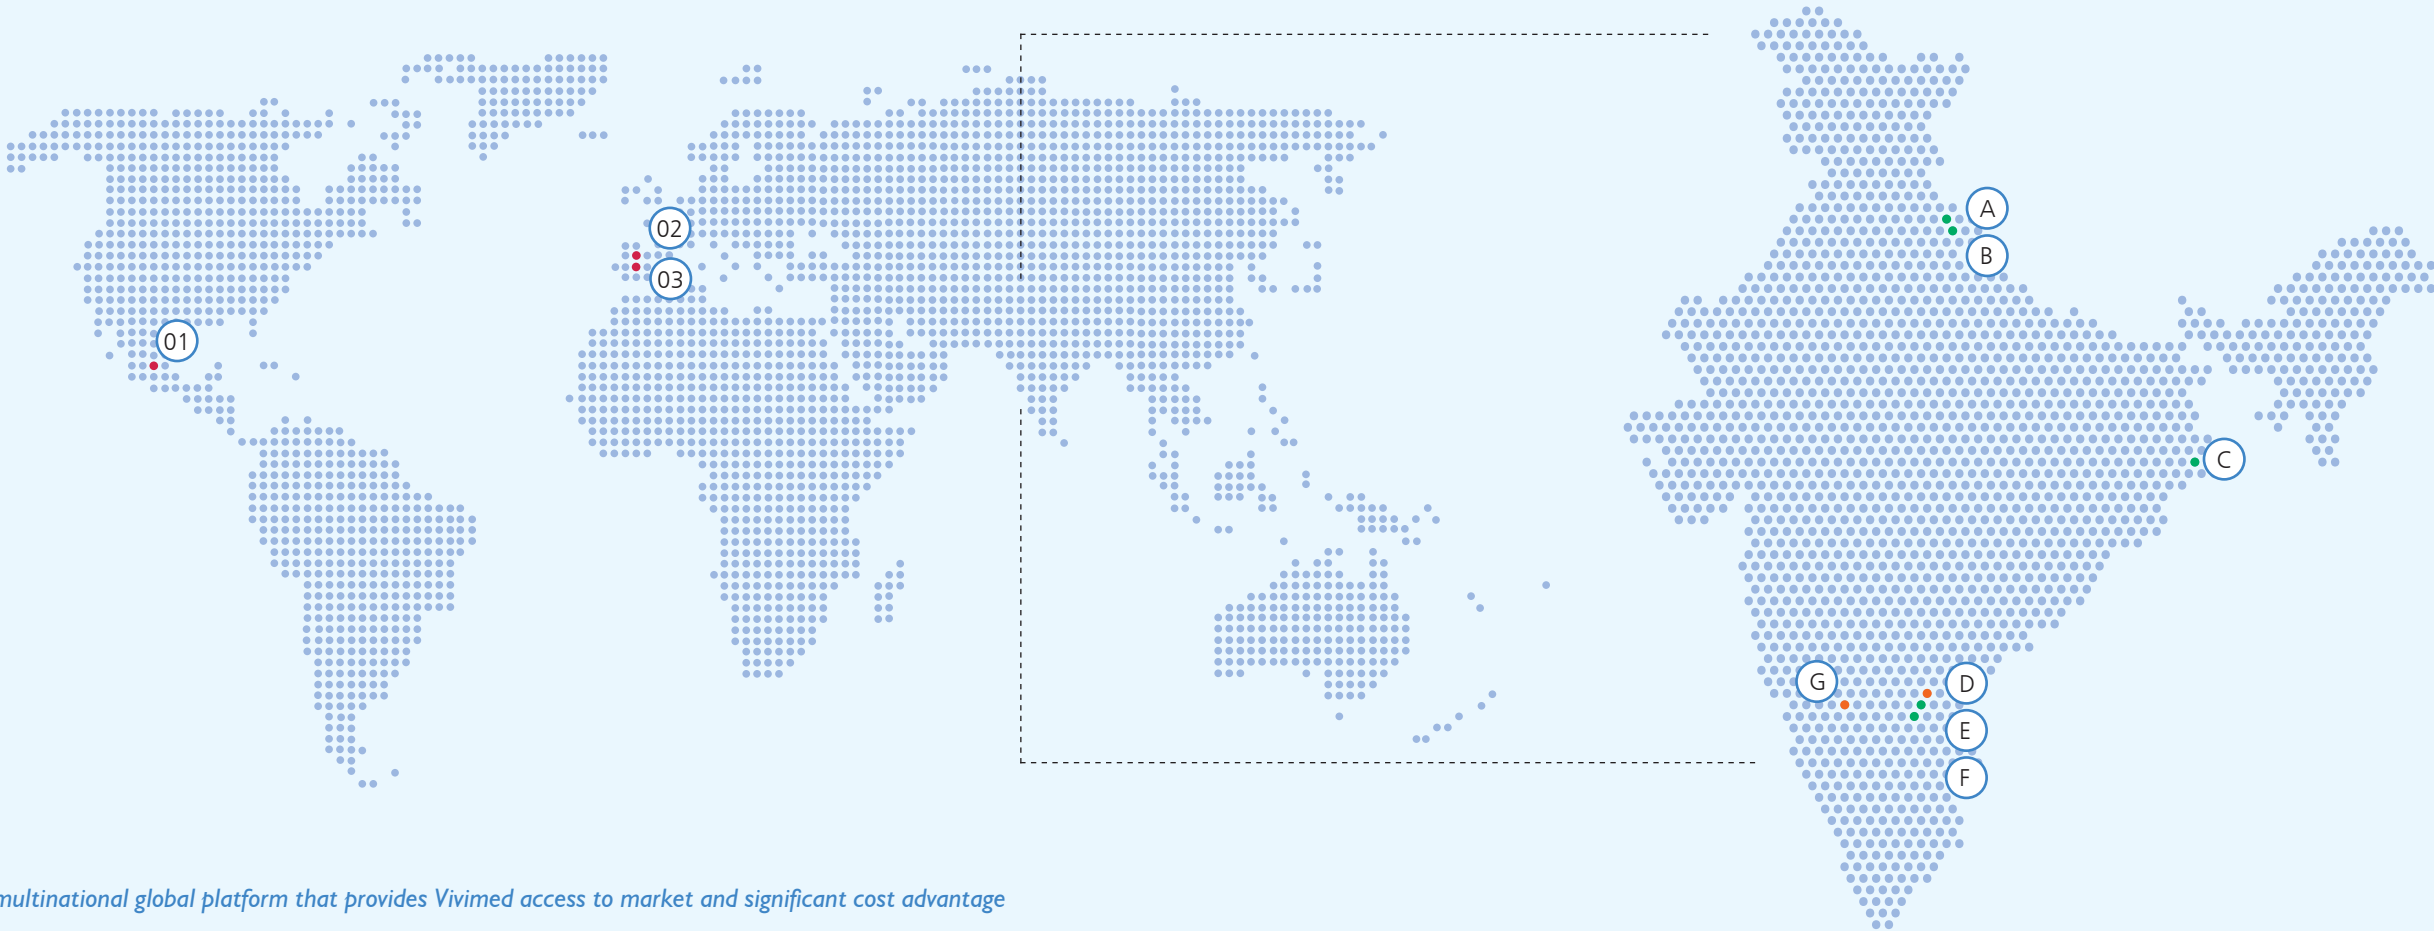 A
02
B
03
01
C
G
D
E
F
multinational global platform that provides Vivimed access to market and significant cost advantage